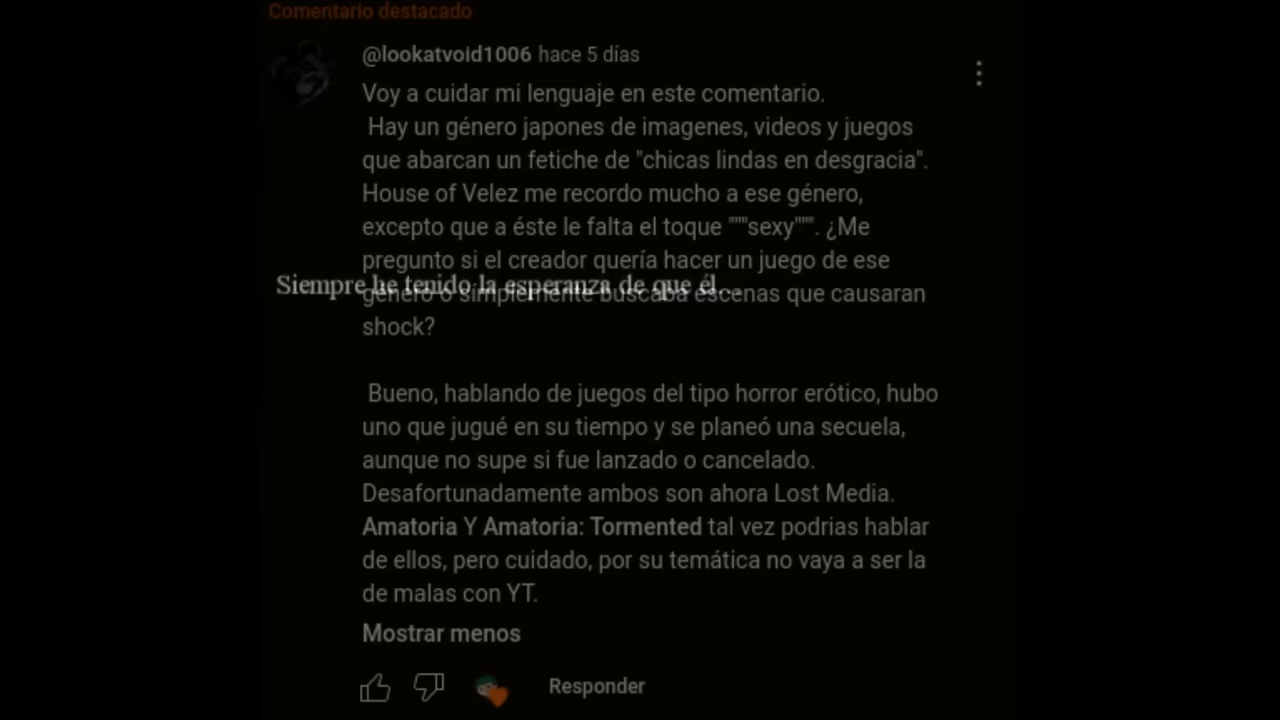 Comentario destacado
@lookatvoid1006 hace 5 días
Voy a cuidar mi lenguaje en este comentario.
Hay un género japones de imagenes, videos y juegos
que abarcan un fetiche de "chicas lindas en desgracia".
House of Velez me recordo mucho a ese género,
excepto que a éste le falta el toque """sexy""". ¿Me
pregunto si el creador quería hacer un juego de ese
Siempre he tenido la esperanza de que él...
género o simplemente buscaba escenas que causaran
shock?
Bueno, hablando de juegos del tipo horror erótico, hubo
uno que jugué en su tiempo y se planeó una secuela,
aunque no supe si fue lanzado o cancelado.
Desafortunadamente ambos son ahora Lost Media.
Amatoria Y Amatoria: Tormented tal vez podrias hablar
de ellos, pero cuidado, por su temática no vaya a ser la
de malas con YT.
Mostrar menos
Responder